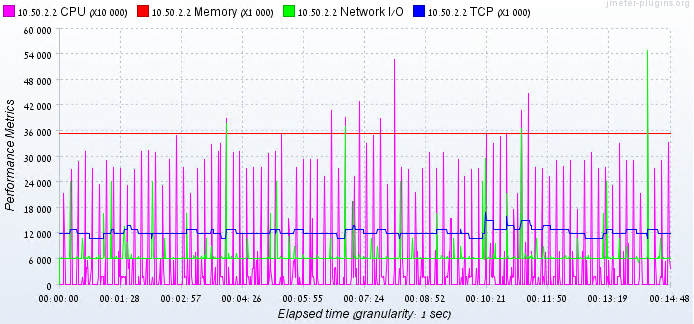 jmeter-plugins.org
10.50.2.2 CPU (X10 000) 10.50.2.2 Memory (X1 000) 10.50.2.2 Network I/O 10.50.2.2 TCP (X1 000)
60 000
54 000
48 000
42 000
36 000
30 000
24 000
18 000
12 000
6 000
0
Performance Metrics
00:00:00 00:01:28 00:02:57 00:04:26 00:05:55 00:07:24 00:08:52 00:10:21 00:11:50 00:13:19 00:14:48
Elapsed time (granularity: 1 sec)